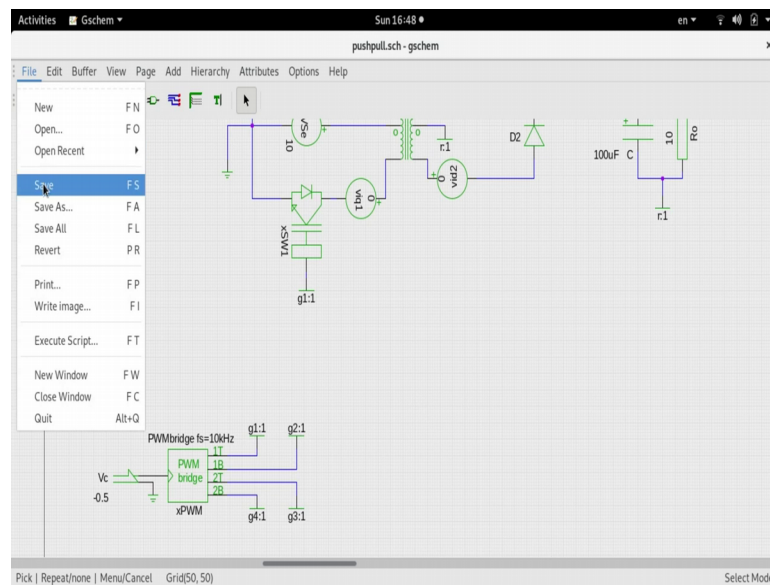 Activities Gschem Sun 16:48 en
pushpull.sch - gschem
File Edit Buffer View Page Add Hierarchy Attributes Options Help
New F N
Open... F O
Open Recent
Save F S
Save As... F A
Save All F L
Revert P R
Print... F P
Write image... F I
Execute Script... F T
New Window F W
Close Window F C
Quit Alt+Q
VSe
10
0 0
r:1
D2
100uF C
10
Ro
r:1
0
vid2
viq1
0
xSW1
g1:1
PWMbridge fs=10kHz
g1:1 g2:1
PWM
bridge
1T
1B
2T
2B
Vc
-0.5
xPWM
g4:1 g3:1
Pick | Repeat/none | Menu/Cancel Grid(50, 50)